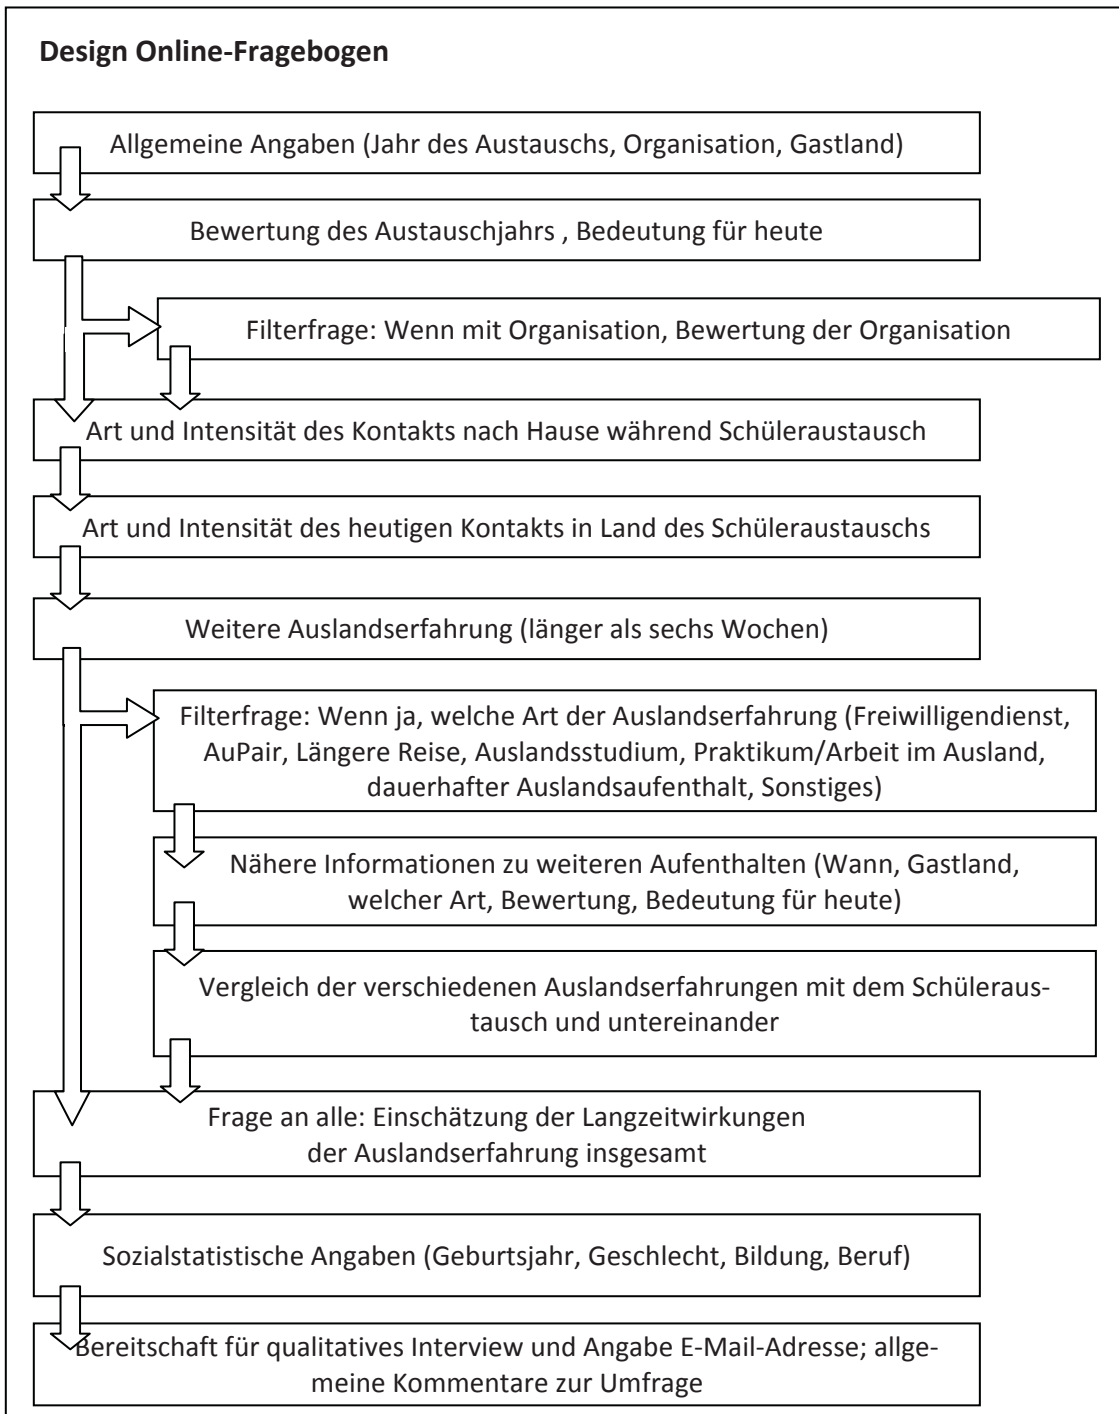 Design Online-Fragebogen
Allgemeine Angaben (Jahr des Austauschs, Organisation, Gastland)
Bewertung des Austauschjahrs , Bedeutung für heute
Filterfrage: Wenn mit Organisation, Bewertung der Organisation
Art und Intensität des Kontakts nach Hause während Schüleraustausch
Art und Intensität des heutigen Kontakts in Land des Schüleraustauschs
Weitere Auslandserfahrung (länger als sechs Wochen)
Filterfrage: Wenn ja, welche Art der Auslandserfahrung (Freiwilligendienst,
AuPair, Längere Reise, Auslandsstudium, Praktikum/Arbeit im Ausland,
dauerhafter Auslandsaufenthalt, Sonstiges)
Nähere Informationen zu weiteren Aufenthalten (Wann, Gastland,
welcher Art, Bewertung, Bedeutung für heute)
Vergleich der verschiedenen Auslandserfahrungen mit dem Schüleraus-
tausch und untereinander
Frage an alle: Einschätzung der Langzeitwirkungen
der Auslandserfahrung insgesamt
Sozialstatistische Angaben (Geburtsjahr, Geschlecht, Bildung, Beruf)
Bereitschaft für qualitatives Interview und Angabe E-Mail-Adresse; allge-
meine Kommentare zur Umfrage